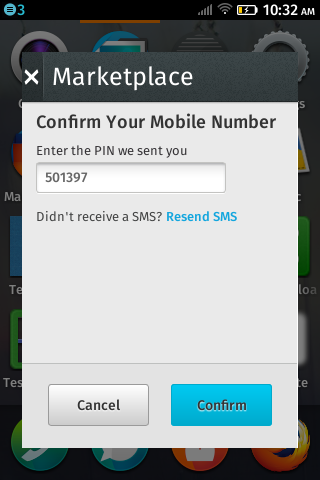 3 10:32 AM
Marketplace
Confirm Your Mobile Number
Enter the PIN we sent you
501397
Didn't receive a SMS? Resend SMS
Cancel Confirm